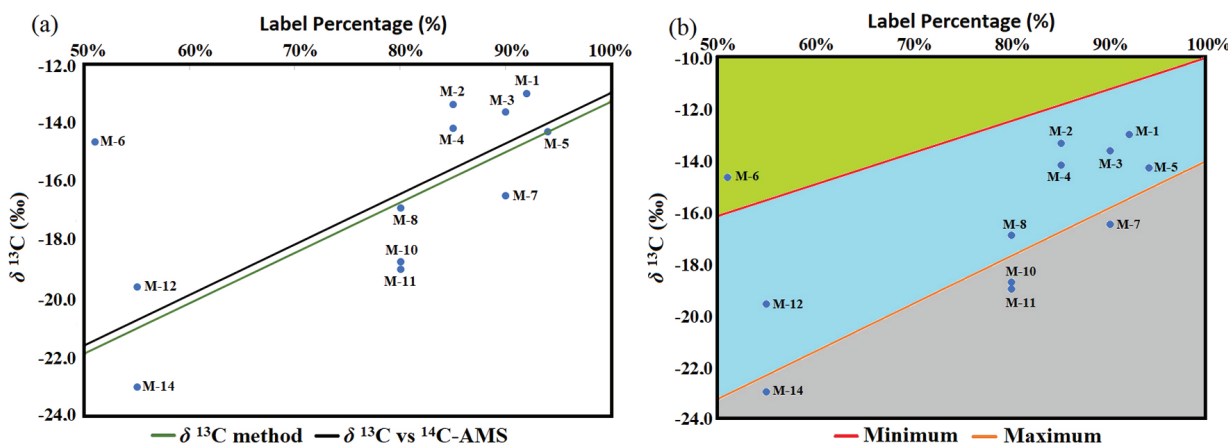 (a)
Label Percentage (%)
50% 60% 70% 80% 90% 100%
-12.0
-14.0
-16.0
-18.0
-20.0
-22.0
-24.0
δ ¹³C (‰)
M-1
M-2
M-3
M-4
M-5
M-6
M-7
M-8
M-10
M-11
M-12
M-14
δ ¹³C method
δ ¹³C vs ¹⁴C-AMS
(b)
Label Percentage (%)
50% 60% 70% 80% 90% 100%
-10.0
-12.0
-14.0
-16.0
-18.0
-20.0
-22.0
-24.0
δ ¹³C (‰)
M-1
M-2
M-3
M-4
M-5
M-6
M-7
M-8
M-10
M-11
M-12
M-14
Minimum
Maximum